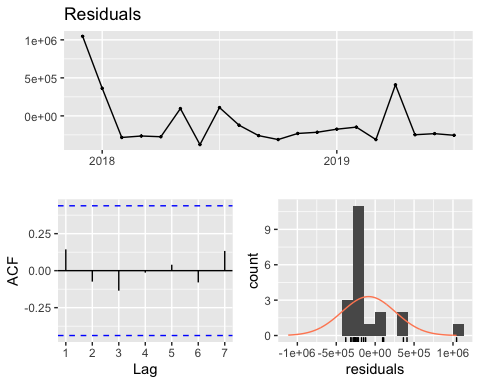 Residuals
1e+06
5e+05
0e+00
2018
2019
ACF
0.25
0.00
-0.25
1 2 3 4 5 6 7
Lag
count
9
6
3
0
-1e+06 -5e+05 0e+00 5e+05 1e+06
residuals